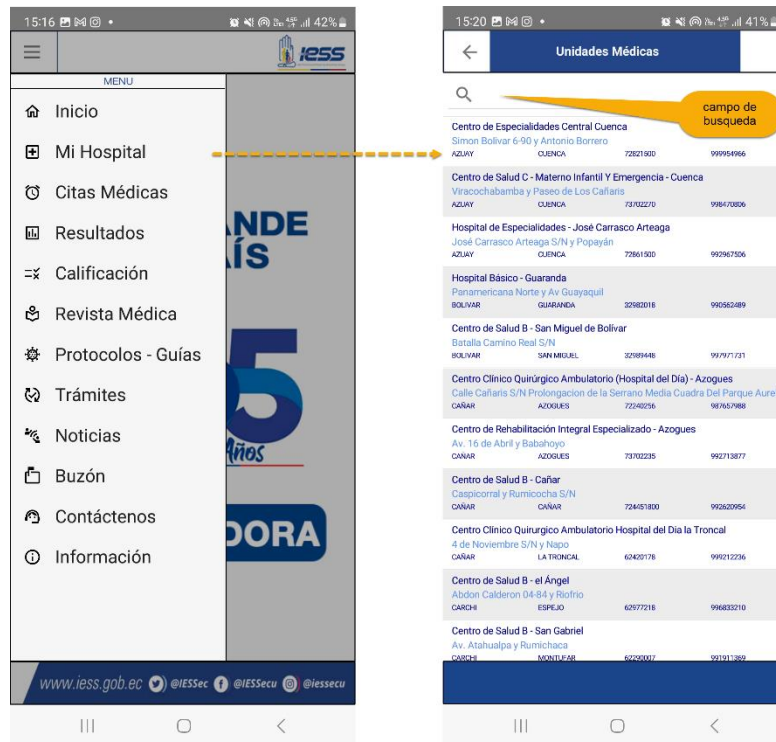 15:16
42%
iess
MENU
Inicio
Mi Hospital
Citas Médicas
Resultados
Calificación
Revista Médica
Protocolos - Guías
Trámites
Noticias
Buzón
Contáctenos
Información
NDE
ÍS
5
Años
DORA
www.iess.gob.ec @IESSec @IESSecu @iessecu
15:20
41%
Unidades Médicas
campo de
busqueda
Centro de Especialidades Central Cuenca
Simon Bolivar 6-90 y Antonio Borrero
AZUAY CUENCA 72821500 999954966
Centro de Salud C - Materno Infantil Y Emergencia - Cuenca
Viracochabamba y Paseo de Los Cañaris
AZUAY CUENCA 73702270 998470806
Hospital de Especialidades - José Carrasco Arteaga
José Carrasco Arteaga S/N y Popayán
AZUAY CUENCA 72861500 992967506
Hospital Básico - Guaranda
Panamericana Norte y Av Guayaquil
BOLIVAR GUARANDA 32982018 990562489
Centro de Salud B - San Miguel de Bolívar
Batalla Camino Real S/N
BOLIVAR SAN MIGUEL 32989448 997971731
Centro Clínico Quirúrgico Ambulatorio (Hospital del Día) - Azogues
Calle Cañaris S/N Prolongacion de la Serrano Media Cuadra Del Parque Aure
CAÑAR AZOGUES 72240256 987657988
Centro de Rehabilitación Integral Especializado - Azogues
Av. 16 de Abril y Babahoyo
CAÑAR AZOGUES 73702235 992713877
Centro de Salud B - Cañar
Caspicorral y Rumicocha S/N
CAÑAR CAÑAR 724451800 992620954
Centro Clínico Quirurgico Ambulatorio Hospital del Dia la Troncal
4 de Noviembre S/N y Napo
CAÑAR LA TRONCAL 62420178 999212236
Centro de Salud B - el Ángel
Abdon Calderon 04-84 y Riofrio
CARCHI ESPEJO 62977218 996833210
Centro de Salud B - San Gabriel
Av. Atahualpa y Rumichaca
CARCHI MONTUFAR 62290007 991911369